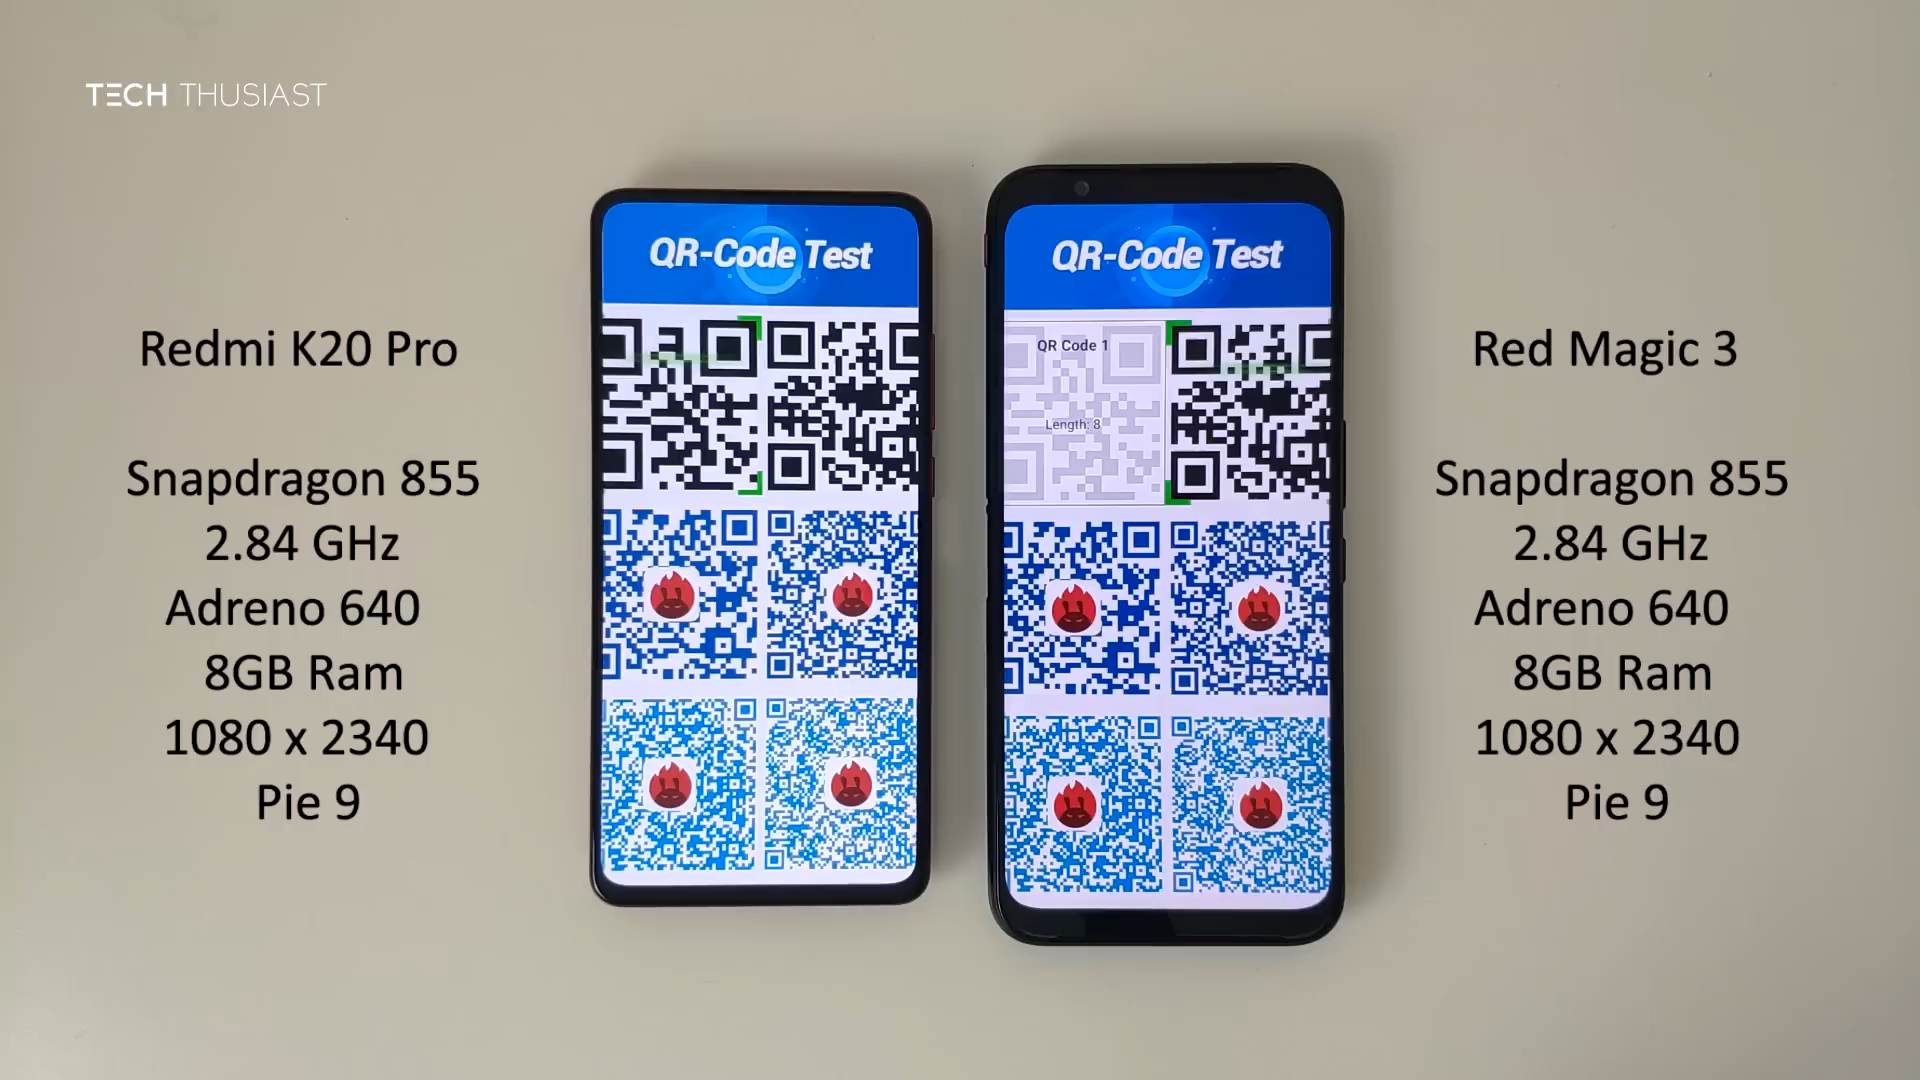 TECH THUSIAST
Redmi K20 Pro
Snapdragon 855
2.84 GHz
Adreno 640
8GB Ram
1080 x 2340
Pie 9
QR-Code Test
QR-Code Test
QR Code 1
Length: 8
Red Magic 3
Snapdragon 855
2.84 GHz
Adreno 640
8GB Ram
1080 x 2340
Pie 9